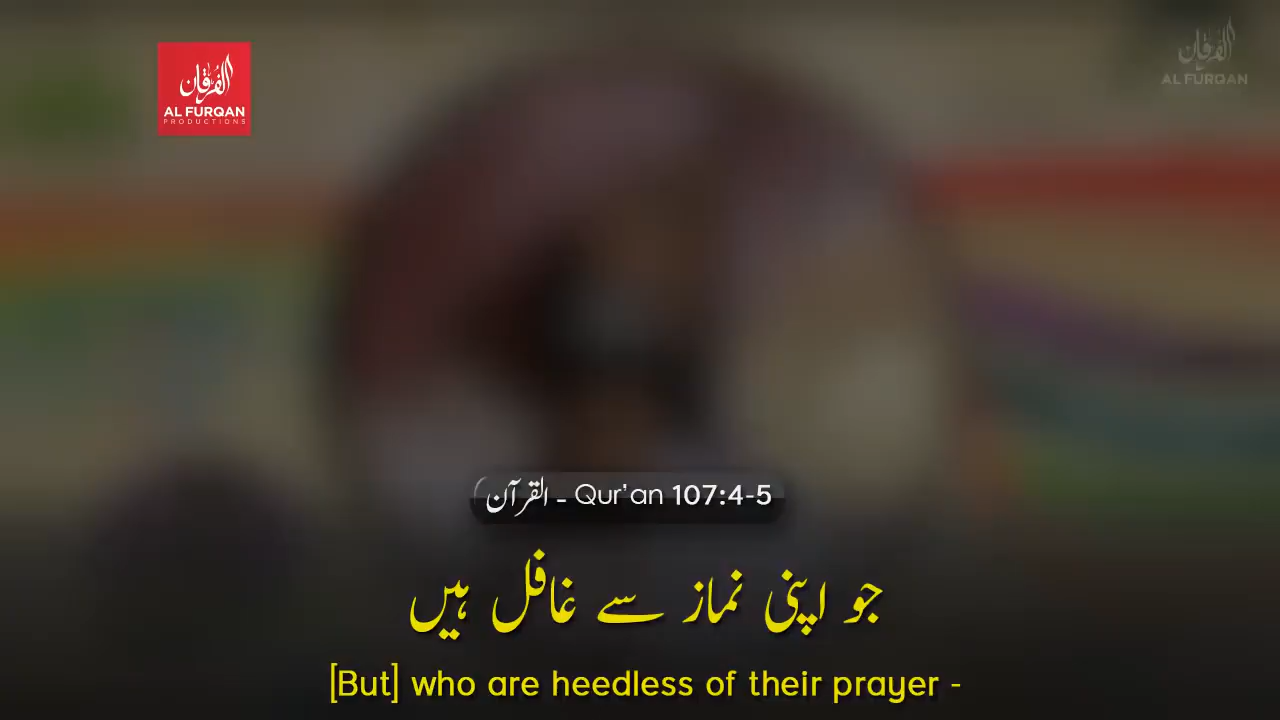 الفرقان
AL FURQAN
PRODUCTIONS
الفرقان
AL FURQAN
القرآن - Qur'an 107:4-5
جو اپنی نماز سے غافل ہیں
[But] who are heedless of their prayer -